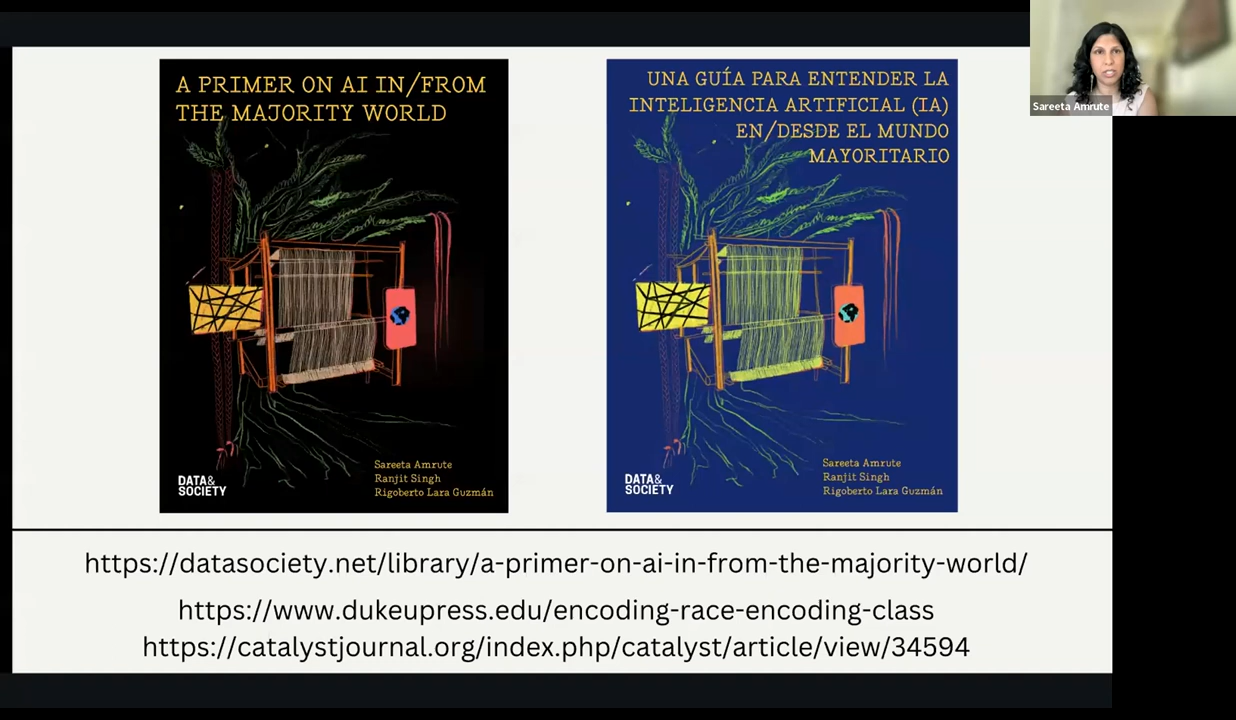 A PRIMER ON AI IN/FROM
THE MAJORITY WORLD
DATA&
SOCIETY
Sareeta Amrute
Ranjit Singh
Rigoberto Lara Guzmán
UNA GUÍA PARA ENTENDER LA
INTELIGENCIA ARTIFICIAL (IA)
EN/DESDE EL MUNDO
MAYORITARIO
DATA&
SOCIETY
Sareeta Amrute
Ranjit Singh
Rigoberto Lara Guzmán
Sareeta Amrute
https://datasociety.net/library/a-primer-on-ai-in-from-the-majority-world/
https://www.dukeupress.edu/encoding-race-encoding-class
https://catalystjournal.org/index.php/catalyst/article/view/34594